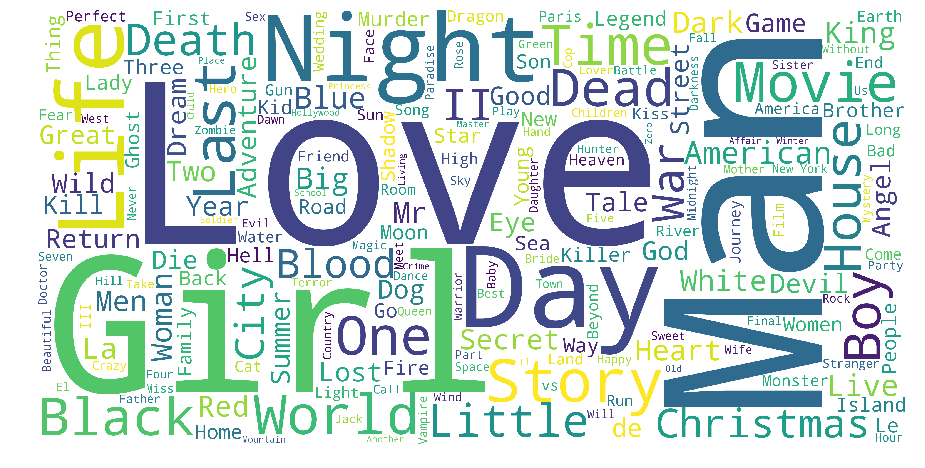 Love
Man
Girl
Day
Night
Life
Last
Time
Movie
House
Story
World
Black
Little
Christmas
Boy
Dead
One
City
Blood
War
Death
II
Blue
Big
Dark
King
American
White
Devil
Angel
Live
Heart
Secret
Red
La
Men
Woman
Summer
Lost
Dog
Fire
Mr
Eye
Tale
God
Street
Game
Legend
Brother
Great
Wild
Kill
Return
Dream
Adventure
Two
Year
Three
First
Lady
Ghost
Perfect
Thing
Sex
Wedding
Face
Murder
Dragon
Paris
Son
Earth
Without
End
Us
Fall
Cop
Sister
America
Long
Bad
Fear
West
Never
Place
Hero
Princess
Child
Zombie
Hollywood
Gun
Kid
Dawn
Sun
Song
Paradise
Rose
Green
Lover
Battle
Darkness
Good
Play
Kiss
Children
Master
Star
New
Hand
Zero
Shadow
Friend
High
Heaven
Hunter
Young
Daughter
Five
Room
Living
Sky
School
Road
Moon
Magic
Meet
Crime
Dance
Evil
Water
Soldier
Hell
Die
Back
Family
Cat
Country
Terror
Go
Queen
Light
Call
Jack
Another
Vampire
Wind
Warrior
Baby
Best
Town
Bride
Beyond
Sea
Killer
River
Midnight
Mother
New York
Affair
Winter
Journey
Film
Mystery
Come
Party
Rock
People
Women
Final
Sweet
Wife
Old
Stranger
Monster
Island
Le
Hour
Way
Land
Happy
Part
Space
vs
Run
Will
de
Seven
Beautiful
Doctor
Hill
Take
III
Crazy
Four
Miss
El
Father
Home
Mountain